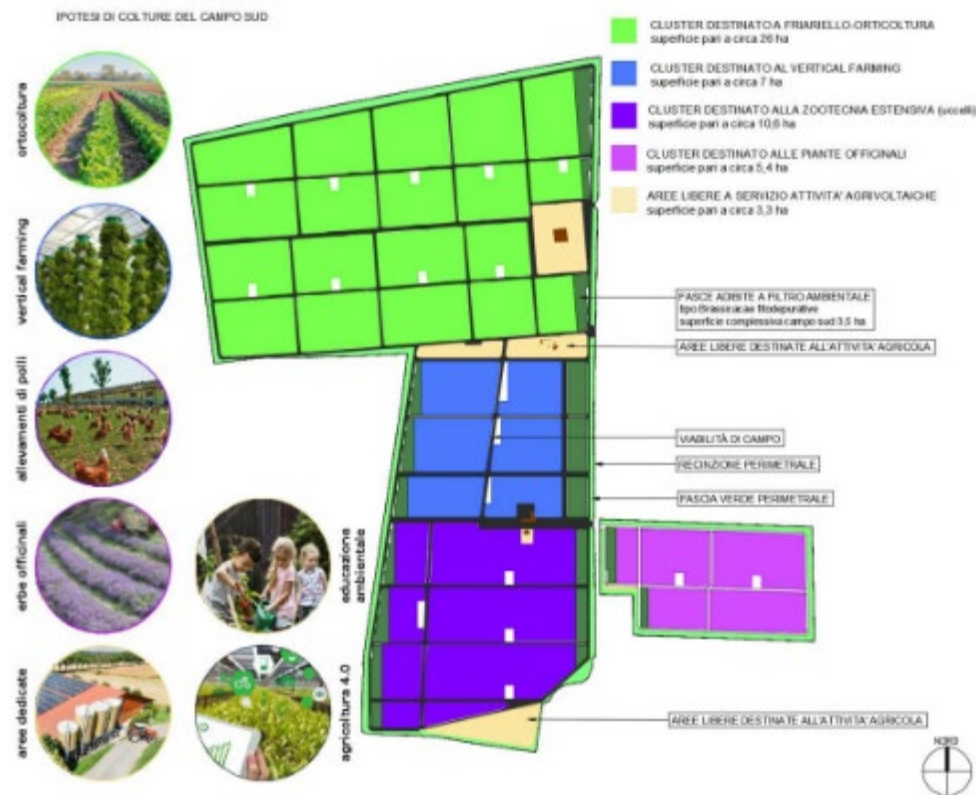 IPOTESI DI COLTURE DEL CAMPO SUD
ortocoltura
vertical farming
allevamenti di polli
erbe officinali
aree dedicate
educazione
ambientale
agricoltura 4.0
CLUSTER DESTINATO A FRIARIELLO-ORTICOLTURA
superficie pari a circa 26 ha
CLUSTER DESTINATO AL VERTICAL FARMING
superficie pari a circa 7 ha
CLUSTER DESTINATO ALLA ZOOTECNIA ESTENSIVA (uccelli)
superficie pari a circa 10,6 ha
CLUSTER DESTINATO ALLE PIANTE OFFICINALI
superficie pari a circa 5,4 ha
AREE LIBERE A SERVIZIO ATTIVITA' AGRIVOLTAICHE
superficie pari a circa 3,3 ha
FASCE ADIBITE A FILTRO AMBIENTALE
tipo Brassicacae fitodepurative
superficie complessiva campo sud 3,5 ha
AREE LIBERE DESTINATE ALL'ATTIVITA' AGRICOLA
VIABILITÀ DI CAMPO
RECINZIONE PERIMETRALE
FASCIA VERDE PERIMETRALE
AREE LIBERE DESTINATE ALL'ATTIVITA' AGRICOLA
NORD